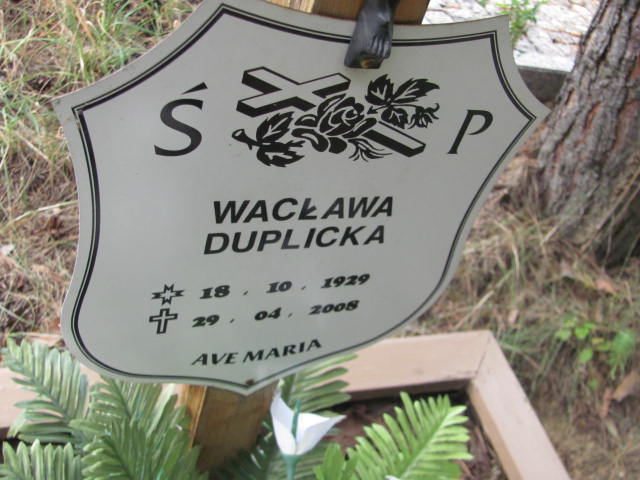 Ś P
WACŁAWA
DUPLICKA
18 . 10 . 1929
29 . 04 . 2008
AVE MARIA